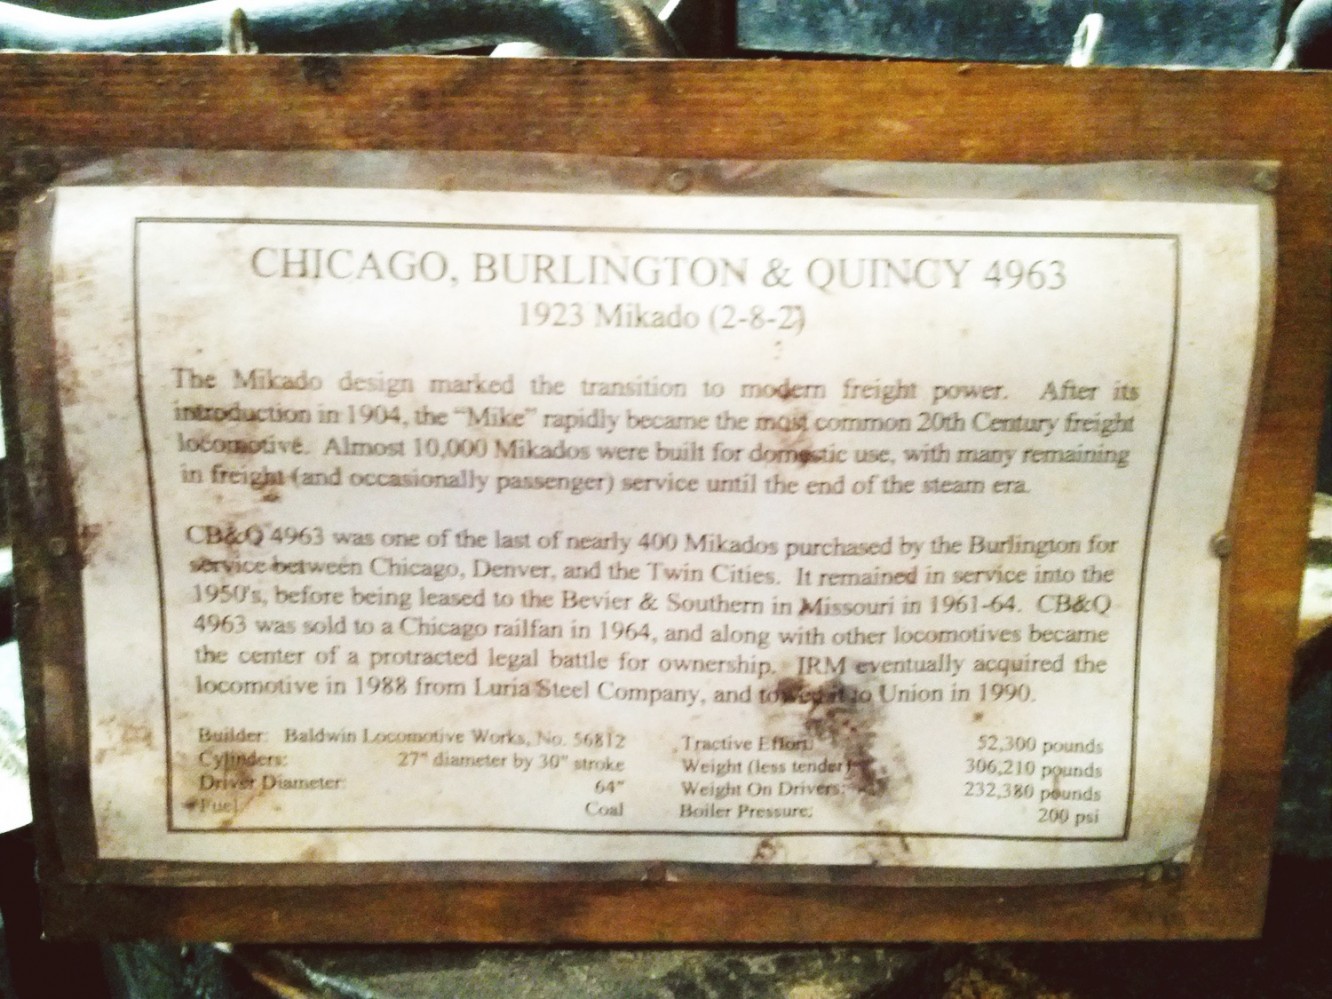 CHICAGO, BURLINGTON & QUINCY 4963
1923 Mikado (2-8-2)
The Mikado design marked the transition to modern freight power. After its
introduction in 1904, the “Mike” rapidly became the most common 20th Century freight
locomotive. Almost 10,000 Mikados were built for domestic use, with many remaining
in freight (and occasionally passenger) service until the end of the steam era.
CB&Q 4963 was one of the last of nearly 400 Mikados purchased by the Burlington for
service between Chicago, Denver, and the Twin Cities. It remained in service into the
1950's, before being leased to the Bevier & Southern in Missouri in 1961-64. CB&Q
4963 was sold to a Chicago railfan in 1964, and along with other locomotives became
the center of a protracted legal battle for ownership. IRM eventually acquired the
locomotive in 1988 from Luria Steel Company, and towed it to Union in 1990.
Builder: Baldwin Locomotive Works, No. 56812
Cylinders: 27" diameter by 30" stroke
Driver Diameter: 64"
Fuel: Coal
Tractive Effort: 52,300 pounds
Weight (less tender): 306,210 pounds
Weight On Drivers: 232,380 pounds
Boiler Pressure: 200 psi